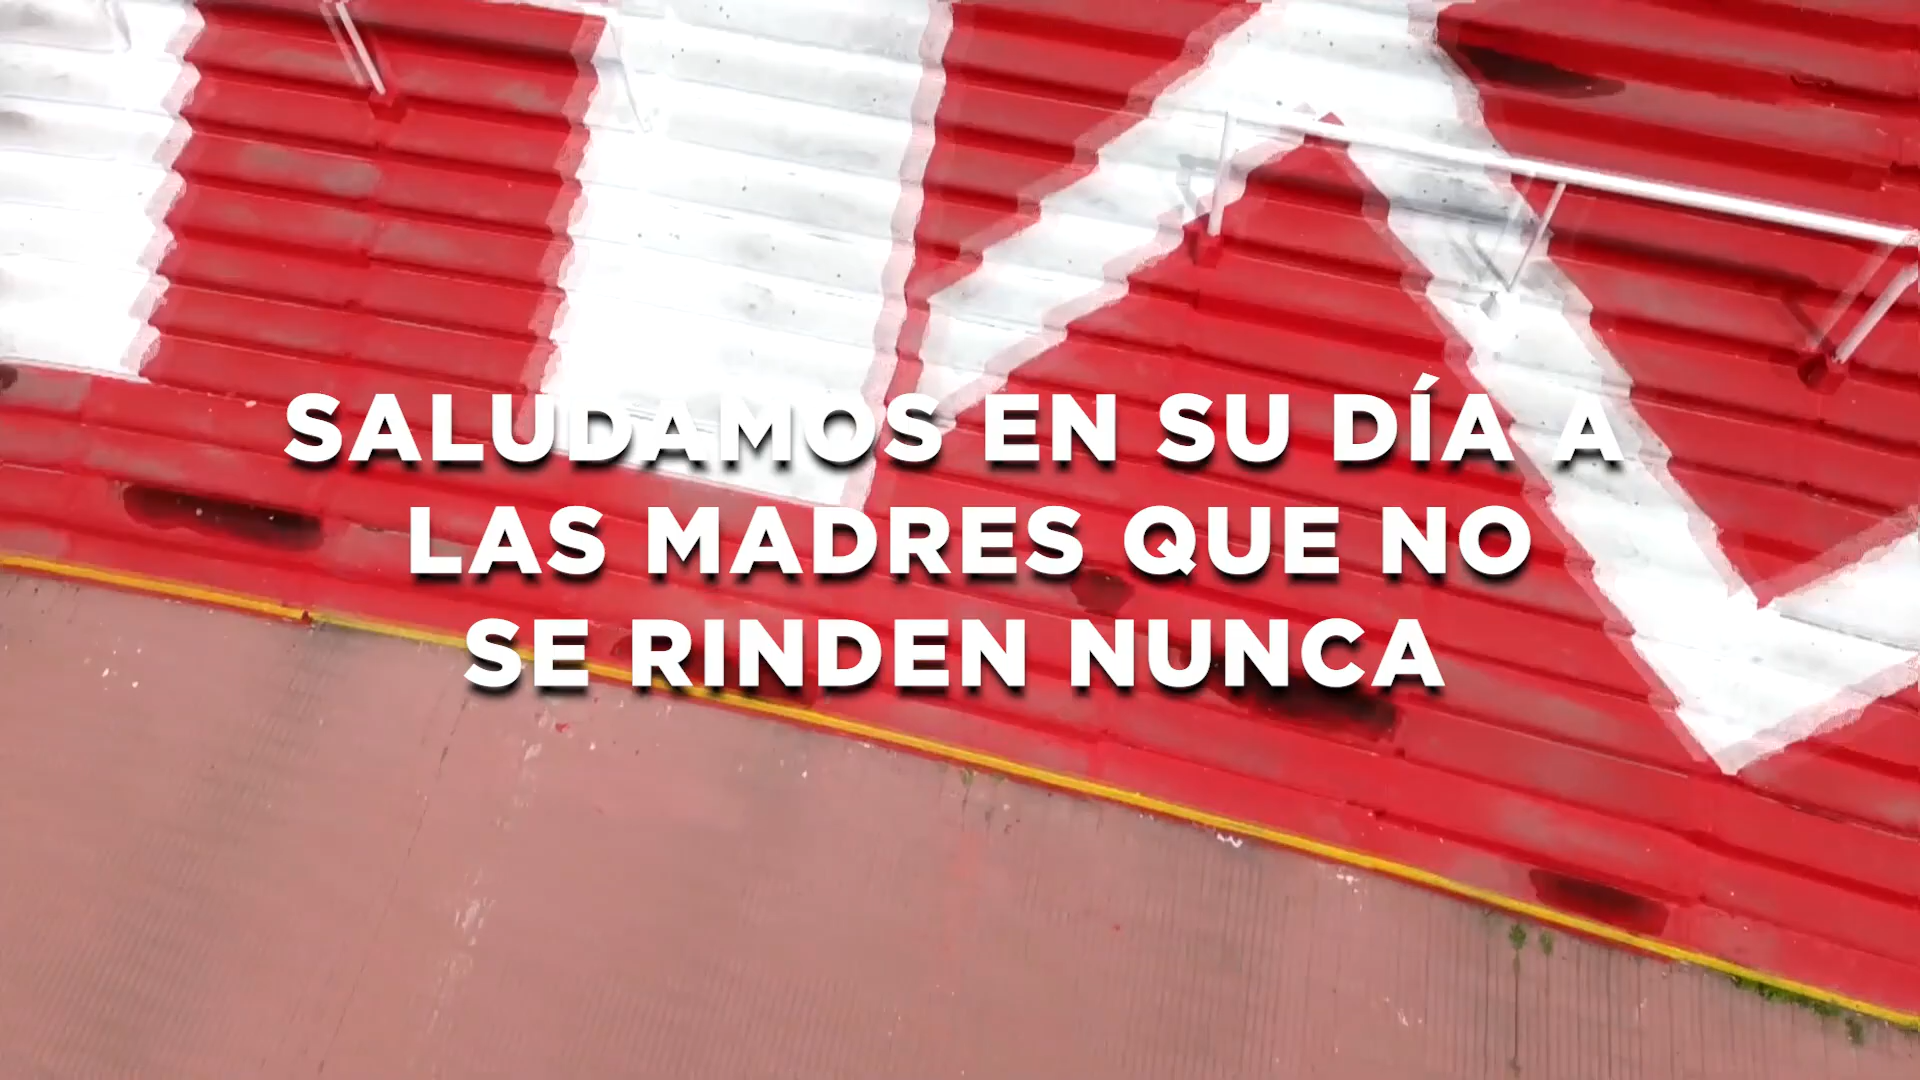 SALUDAMOS EN SU DÍA A
LAS MADRES QUE NO
SE RINDEN NUNCA